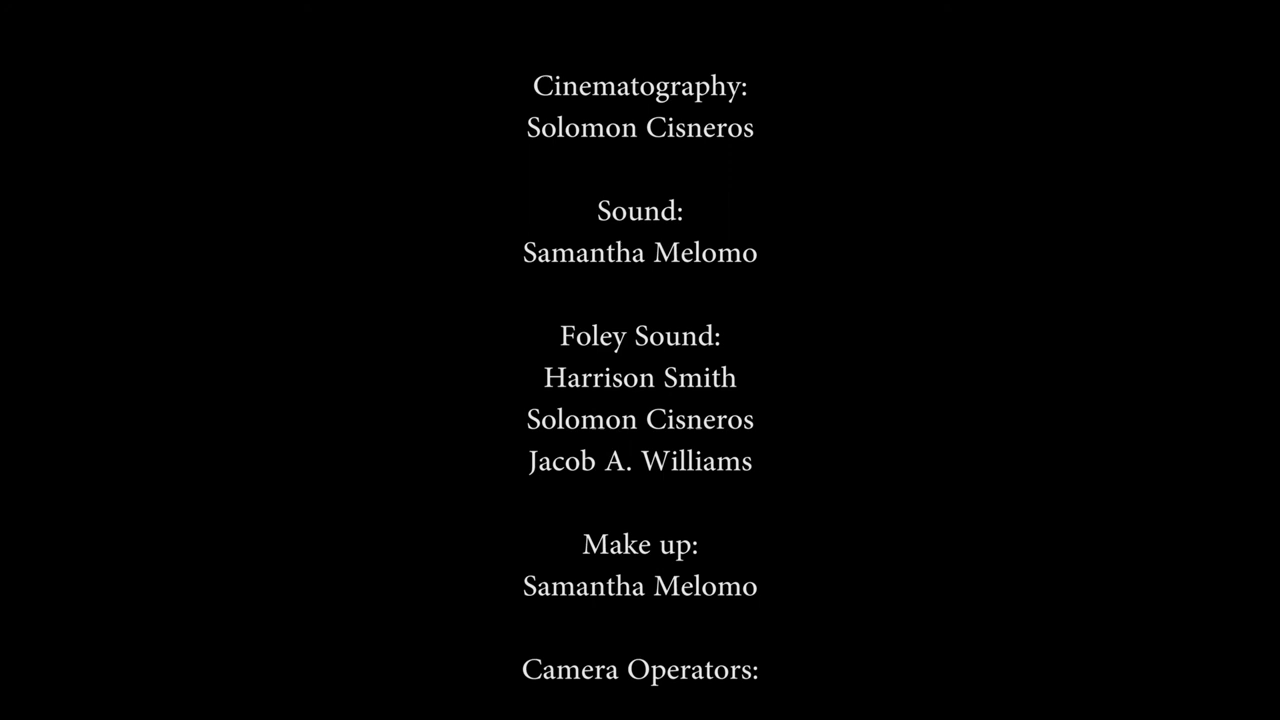 Cinematography:
Solomon Cisneros
Sound:
Samantha Melomo
Foley Sound:
Harrison Smith
Solomon Cisneros
Jacob A. Williams
Make up:
Samantha Melomo
Camera Operators: